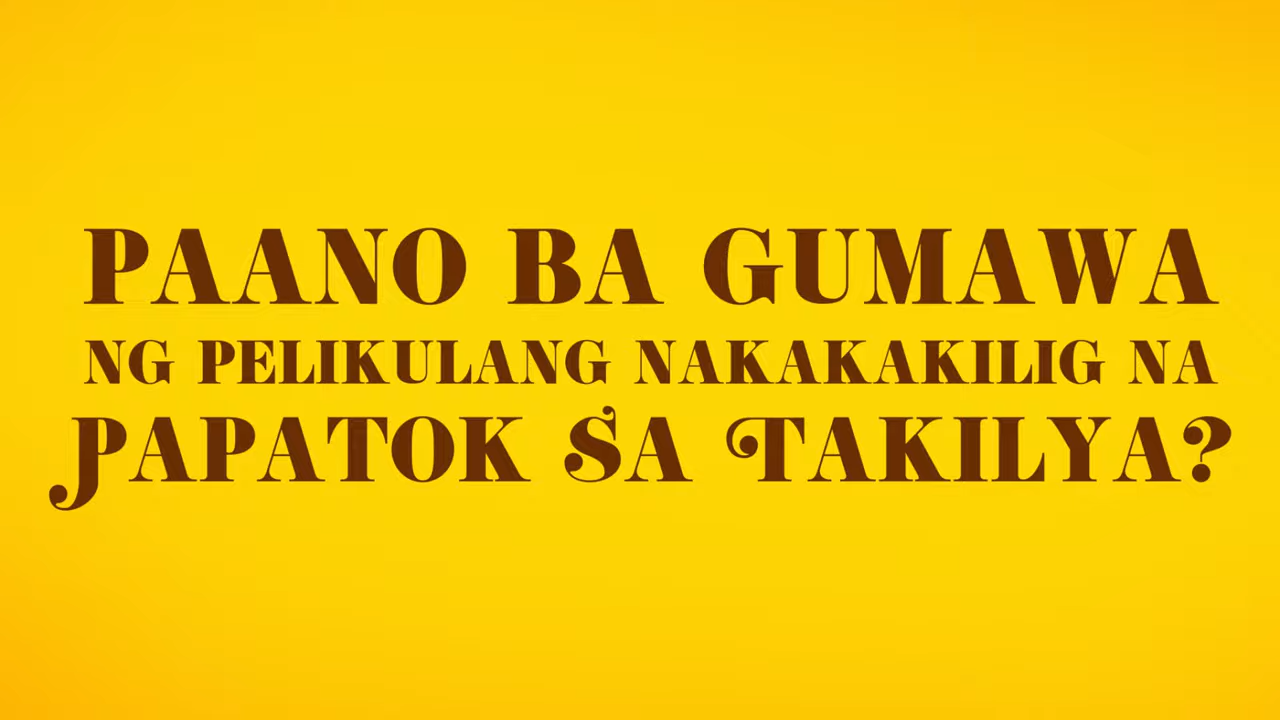 PAANO BA GUMAWA
NG PELIKULANG NAKAKAKILIG NA
PAPATOK SA TAKILYA?